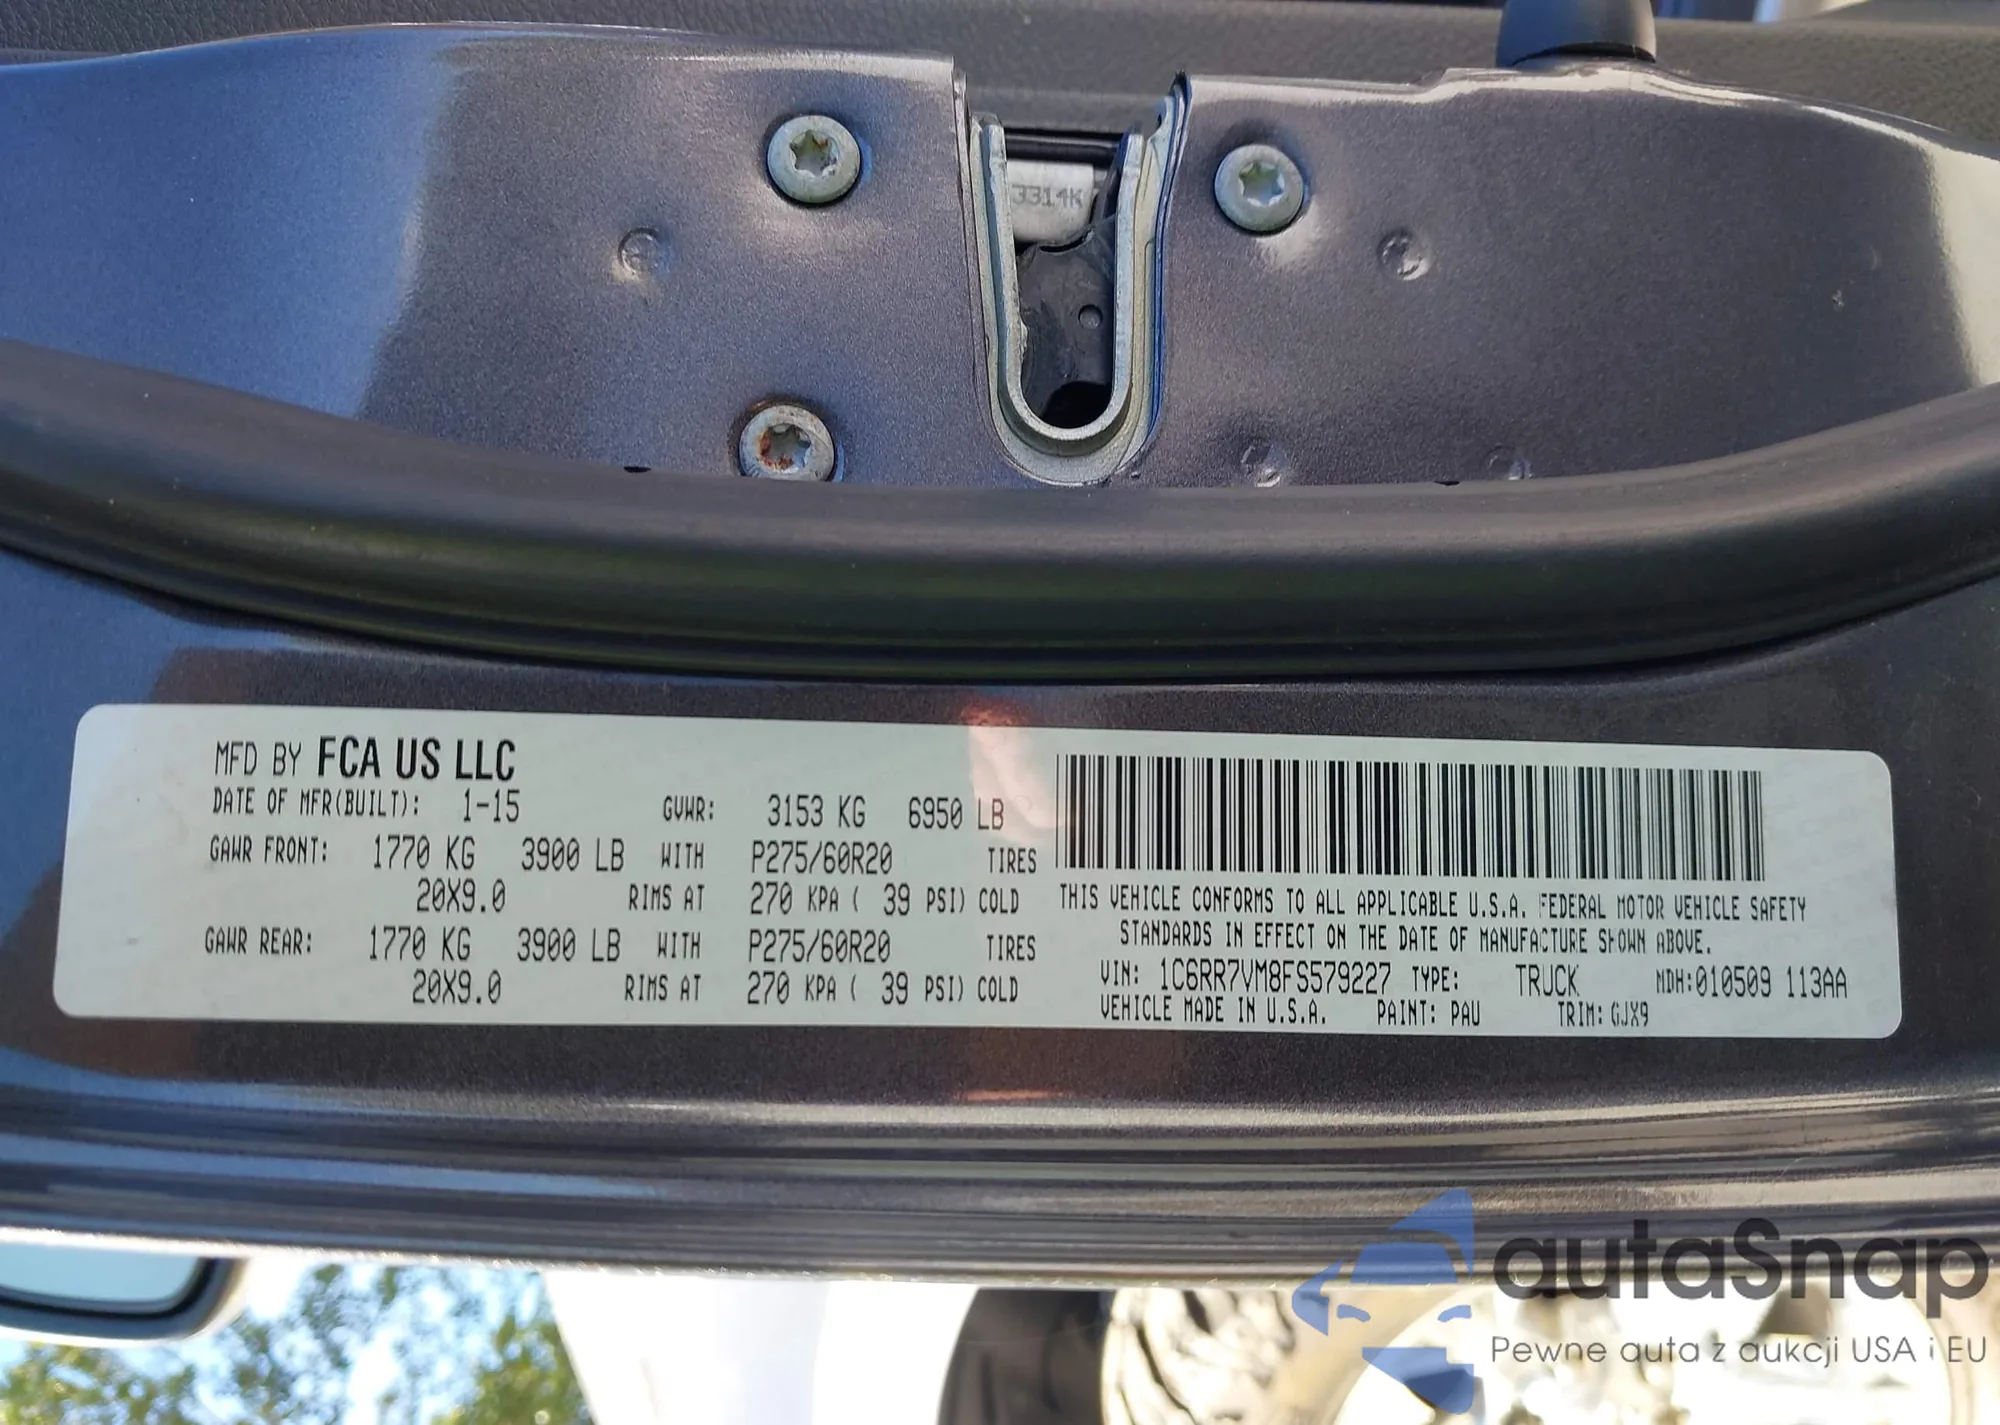 3314K
MFD BY FCA US LLC
DATE OF MFR(BUILT): 1-15 GVWR: 3153 KG 6950 LB
GAWR FRONT: 1770 KG 3900 LB WITH P275/60R20 TIRES
20X9.0 RIMS AT 270 KPA ( 39 PSI) COLD
GAWR REAR: 1770 KG 3900 LB WITH P275/60R20 TIRES
20X9.0 RIMS AT 270 KPA ( 39 PSI) COLD
THIS VEHICLE CONFORMS TO ALL APPLICABLE U.S.A. FEDERAL MOTOR VEHICLE SAFETY
STANDARDS IN EFFECT ON THE DATE OF MANUFACTURE SHOWN ABOVE.
VIN: 1C6RR7VM8FS579227 TYPE: TRUCK MDH:010509 113AA
VEHICLE MADE IN U.S.A. PAINT: PAU TRIM: GJX9
autaSnap
Pewne auta z aukcji USA i EU